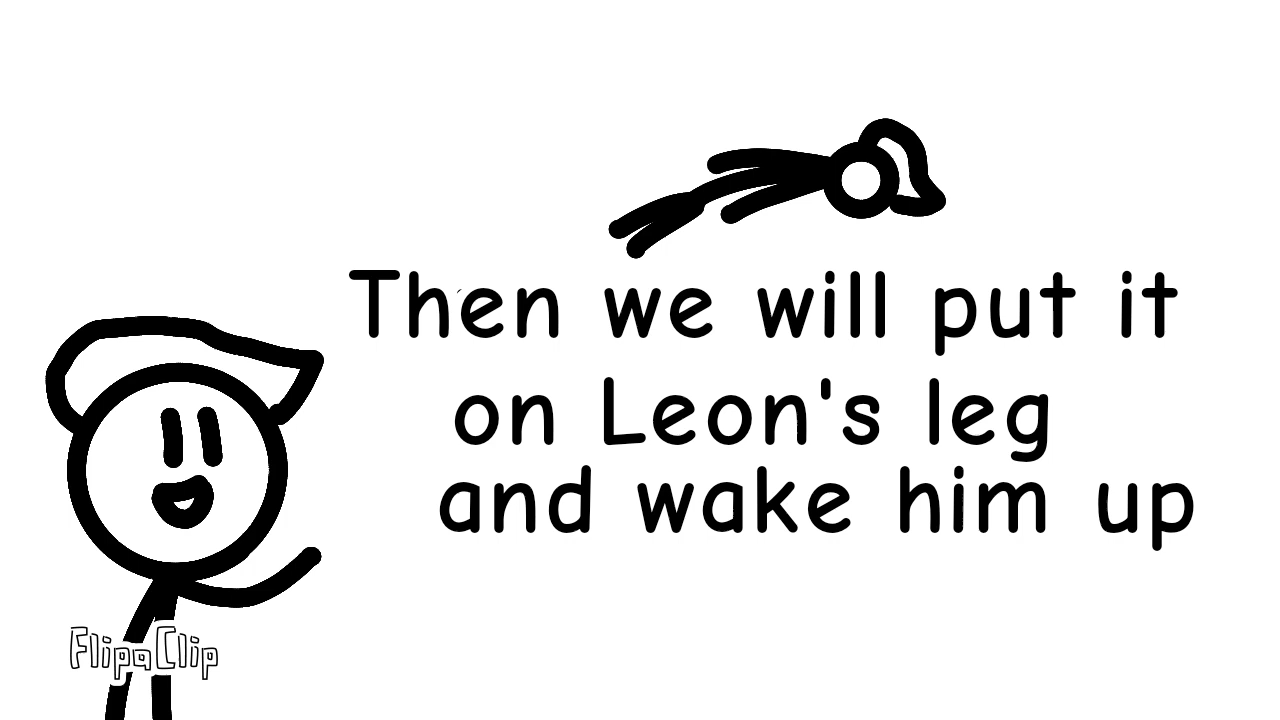 Then we will put it
on Leon's leg
and wake him up
FlipaClip